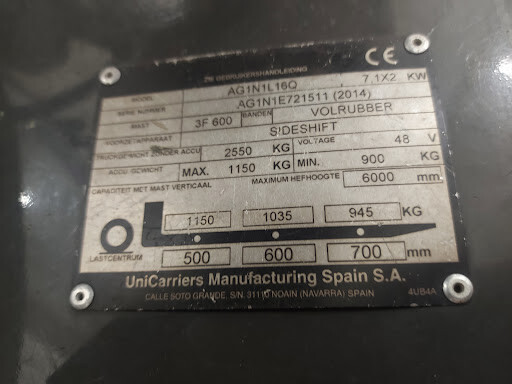 ZIE GEBRUIKERSHANDLEIDING CE
MODEL AG1N1L16Q 7,1X2 KW
SERIE NUMMER AG1N1E721511 (2014)
MAST 3F 600 BANDEN VOLRUBBER
VOORZETAPPARAAT SIDESHIFT
TRUCKGEWICHT ZONDER ACCU 2550 KG VOLTAGE 48 V
ACCU GEWICHT MAX. 1150 KG MIN. 900 KG
CAPACITEIT MET MAST VERTICAAL MAXIMUM HEFHOOGTE 6000 mm
1150 1035 945 KG
LASTCENTRUM 500 600 700 mm
UniCarriers Manufacturing Spain S.A.
CALLE SOTO GRANDE, S/N. 31110 NOAIN (NAVARRA) SPAIN 4UB4A